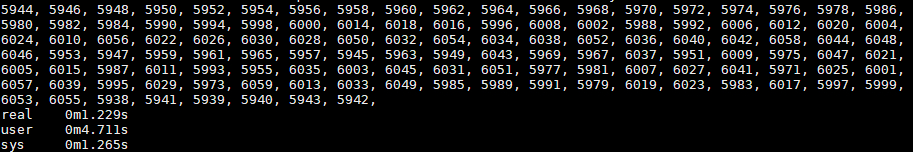 5944, 5946, 5948, 5950, 5952, 5954, 5956, 5958, 5960, 5962, 5964, 5966, 5968, 5970, 5972, 5974, 5976, 5978, 5986,
5980, 5982, 5984, 5990, 5994, 5998, 6000, 6014, 6018, 6016, 5996, 6008, 6002, 5988, 5992, 6006, 6012, 6020, 6004,
6024, 6010, 6056, 6022, 6026, 6030, 6028, 6050, 6032, 6054, 6034, 6038, 6052, 6036, 6040, 6042, 6058, 6044, 6048,
6046, 5953, 5947, 5959, 5961, 5965, 5957, 5945, 5963, 5949, 6043, 5969, 5967, 6037, 5951, 6009, 5975, 6047, 6021,
6005, 6015, 5987, 6011, 5993, 5955, 6035, 6003, 6045, 6031, 6051, 5977, 5981, 6007, 6027, 6041, 5971, 6025, 6001,
6057, 6039, 5995, 6029, 5973, 6059, 6013, 6033, 6049, 5985, 5989, 5991, 5979, 6019, 6023, 5983, 6017, 5997, 5999,
6053, 6055, 5938, 5941, 5939, 5940, 5943, 5942,
real 0m1.229s
user 0m4.711s
sys 0m1.265s